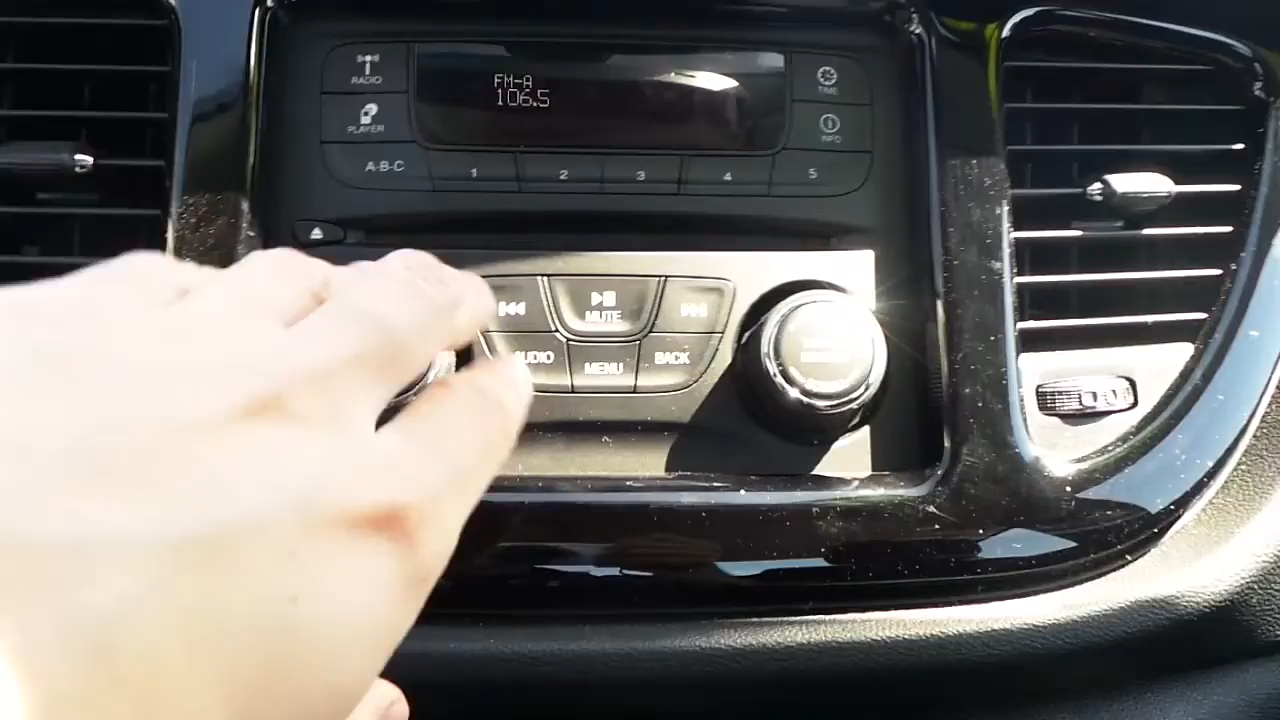 RADIO
FM-A
106.5
TIME
PLAYER
INFO
A-B-C
1
2
3
4
5
MUTE
AUDIO
MENU
BACK